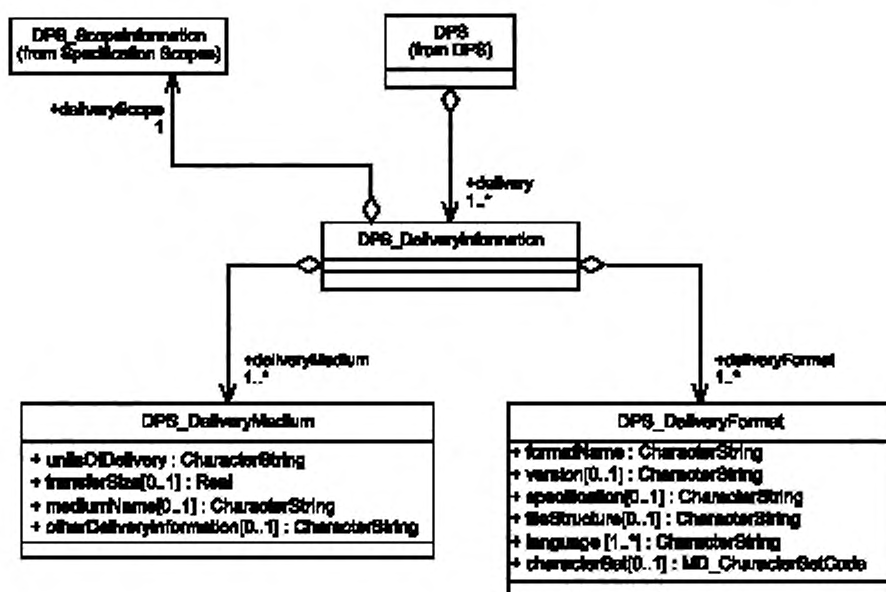 DPS_ScopeInformation
(from Specification Scopes)
DPS
(from DPS)
+deliveryScope
1
+delivery
1..*
DPS_DeliveryInformation
+deliveryMedium
1..*
+deliveryFormat
1..*
DPS_DeliveryMedium
+ unitsOfDelivery : CharacterString
+ transferSize[0..1] : Real
+ mediumName[0..1] : CharacterString
+ otherDeliveryInformation[0..1] : CharacterString
DPS_DeliveryFormat
+ formatName : CharacterString
+ version[0..1] : CharacterString
+ specification[0..1] : CharacterString
+ fileStructure[0..1] : CharacterString
+ language [1..*] : CharacterString
+ characterSet[0..1] : MD_CharacterSetCode